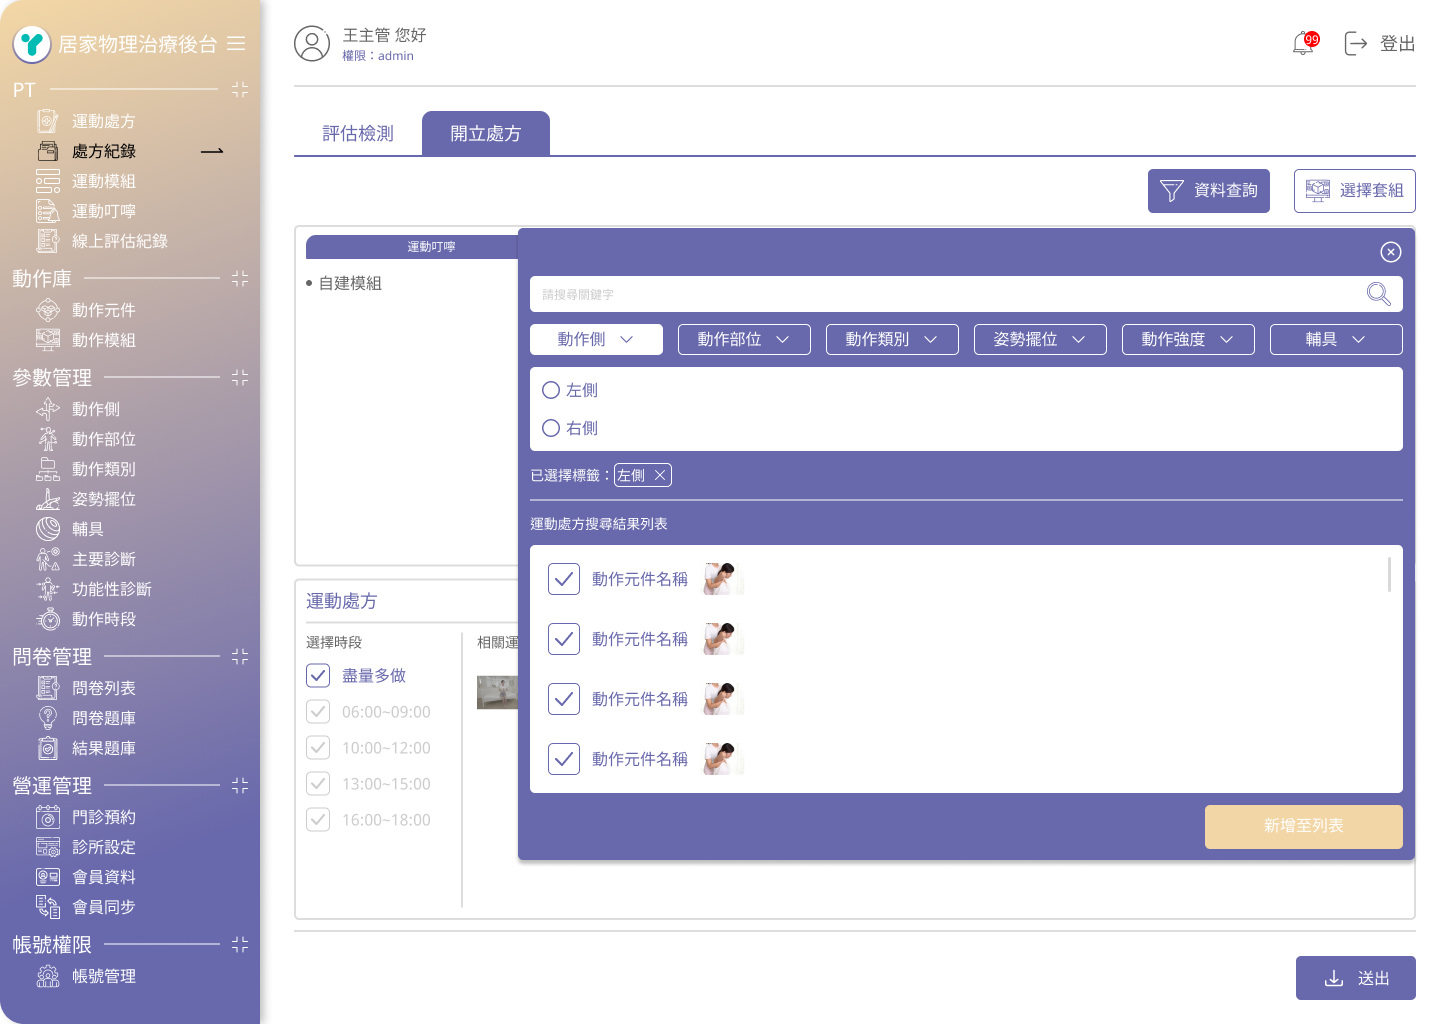 居家物理治療後台
PT
運動處方
處方紀錄
運動模組
運動叮嚀
線上評估紀錄
動作庫
動作元件
動作模組
參數管理
動作側
動作部位
動作類別
姿勢擺位
輔具
主要診斷
功能性診斷
動作時段
問卷管理
問卷列表
問卷題庫
結果題庫
營運管理
門診預約
診所設定
會員資料
會員同步
帳號權限
帳號管理
王主管 您好
權限：admin
99
登出
評估檢測
開立處方
資料查詢
選擇套組
運動叮嚀
自建模組
請搜尋關鍵字
動作側
動作部位
動作類別
姿勢擺位
動作強度
輔具
左側
右側
已選擇標籤：左側
運動處方搜尋結果列表
動作元件名稱
動作元件名稱
動作元件名稱
動作元件名稱
新增至列表
運動處方
選擇時段
盡量多做
06:00~09:00
10:00~12:00
13:00~15:00
16:00~18:00
相關運
送出